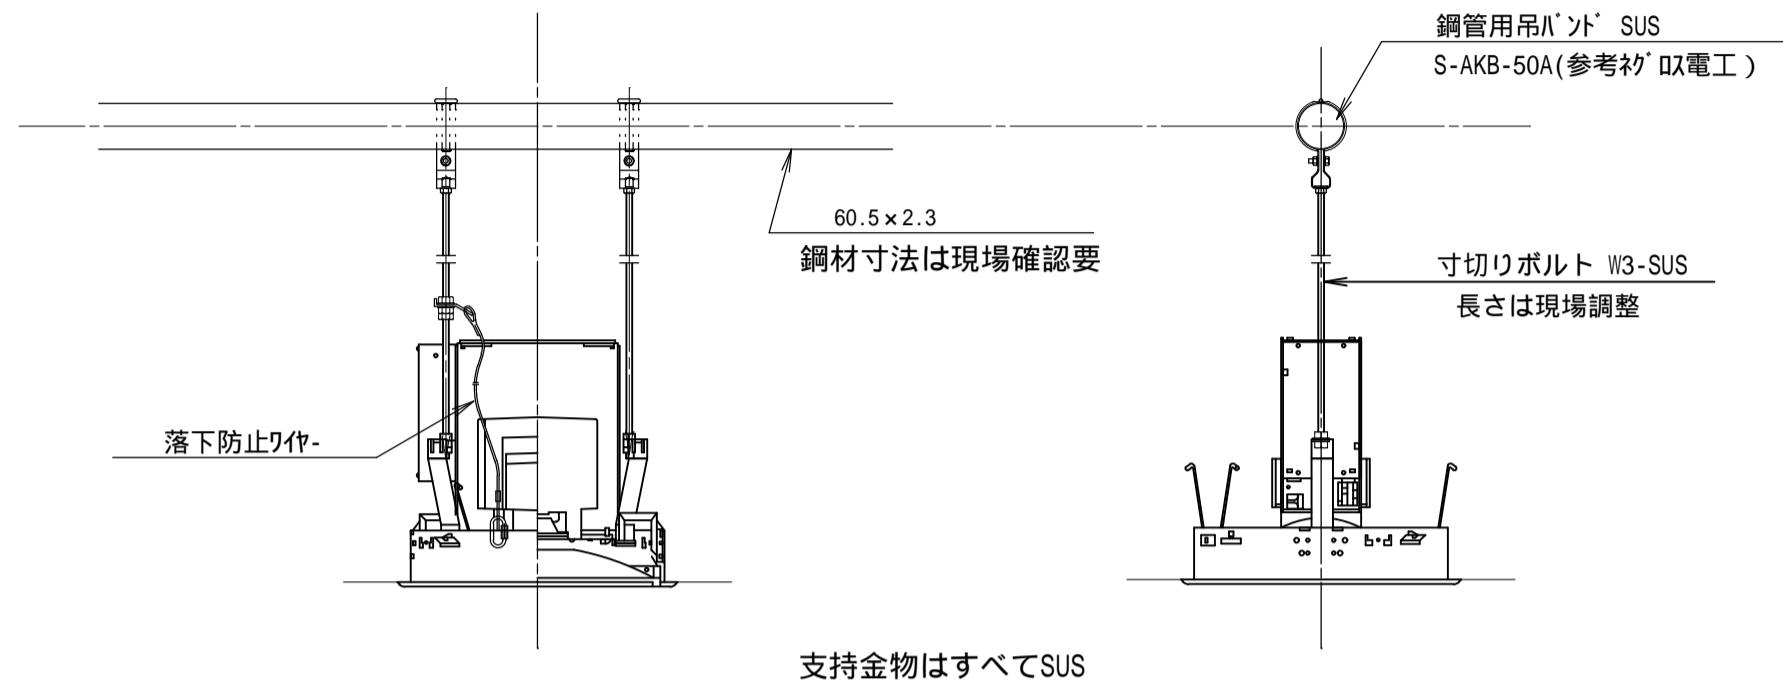 鋼管用吊ﾊﾞﾝﾄﾞ SUS
S-AKB-50A(参考ﾈｸﾞﾛｽ電工)
60.5×2.3
鋼材寸法は現場確認要
寸切りボルト W3-SUS
長さは現場調整
落下防止ﾜｲﾔｰ
支持金物はすべてSUS